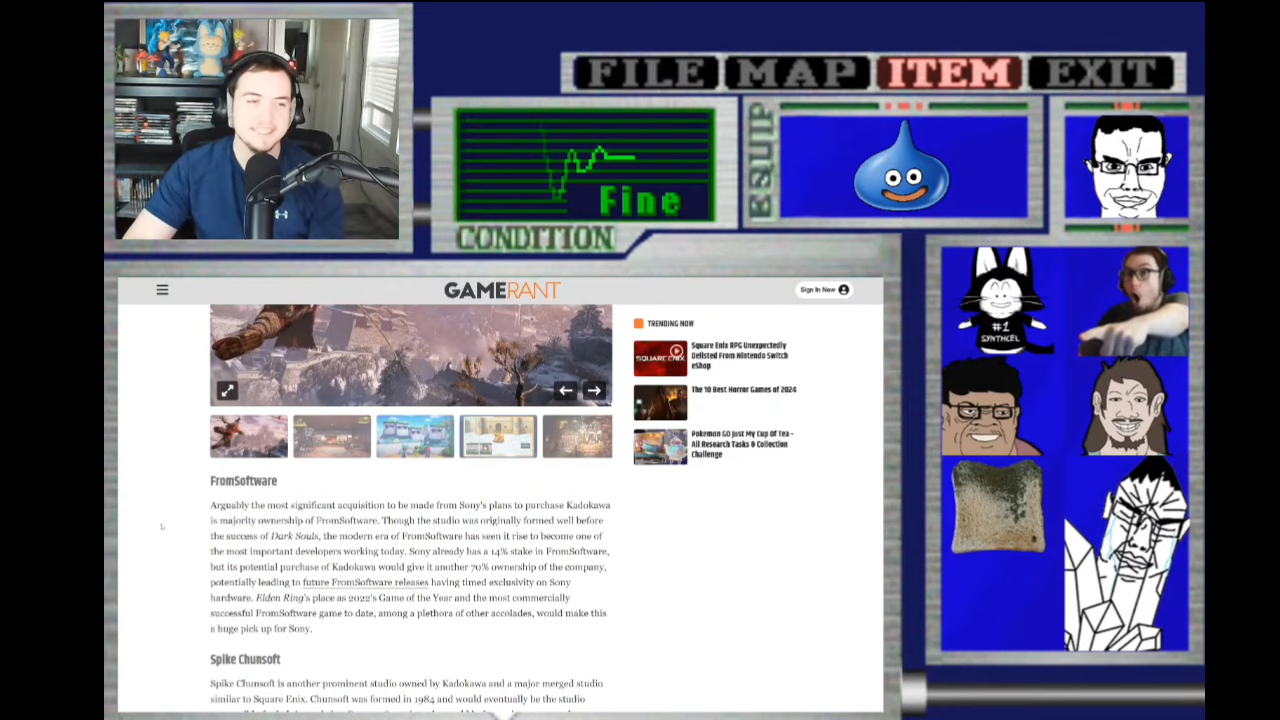 FILE MAP ITEM EXIT
EQUIP
Fine
CONDITION
#1
SYNTHCEL
GAMERANT
Sign In Now
TRENDING NOW
Square Enix RPG Unexpectedly
Delisted From Nintendo Switch
eShop
SQUARE ENIX
The 10 Best Horror Games of 2024
Pokemon GO Just My Cup Of Tea -
All Research Tasks & Collection
Challenge
FromSoftware
Arguably the most significant acquisition to be made from Sony's plans to purchase Kadokawa
is majority ownership of FromSoftware. Though the studio was originally formed well before
the success of Dark Souls, the modern era of FromSoftware has seen it rise to become one of
the most important developers working today. Sony already has a 14% stake in FromSoftware,
but its potential purchase of Kadokawa would give it another 70% ownership of the company,
potentially leading to future FromSoftware releases having timed exclusivity on Sony
hardware. Elden Ring's place as 2022's Game of the Year and the most commercially
successful FromSoftware game to date, among a plethora of other accolades, would make this
a huge pick up for Sony.
Spike Chunsoft
Spike Chunsoft is another prominent studio owned by Kadokawa and a major merged studio
similar to Square Enix. Chunsoft was formed in 1984 and would eventually be the studio